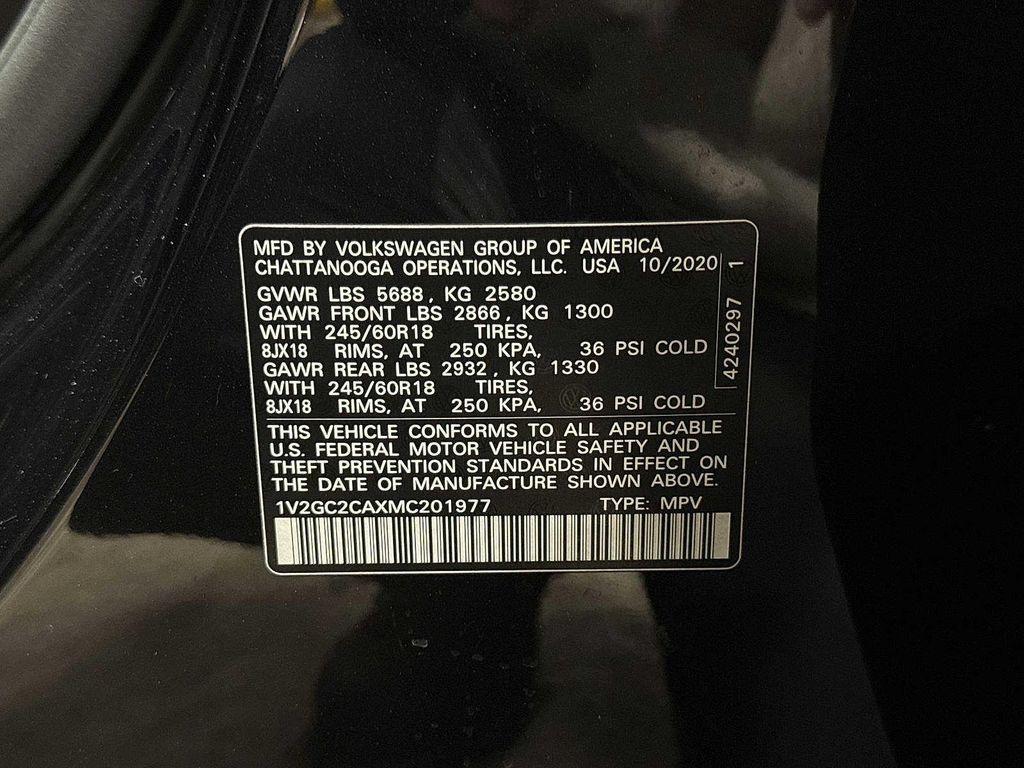 MFD BY VOLKSWAGEN GROUP OF AMERICA
CHATTANOOGA OPERATIONS, LLC. USA 10/2020
GVWR LBS 5688, KG 2580
GAWR FRONT LBS 2866, KG 1300
WITH 245/60R18 TIRES,
8JX18 RIMS, AT 250 KPA, 36 PSI COLD
GAWR REAR LBS 2932, KG 1330
WITH 245/60R18 TIRES,
8JX18 RIMS, AT 250 KPA, 36 PSI COLD
4240297 1
THIS VEHICLE CONFORMS TO ALL APPLICABLE
U.S. FEDERAL MOTOR VEHICLE SAFETY AND
THEFT PREVENTION STANDARDS IN EFFECT ON
THE DATE OF MANUFACTURE SHOWN ABOVE.
1V2GC2CAXMC201977 TYPE: MPV